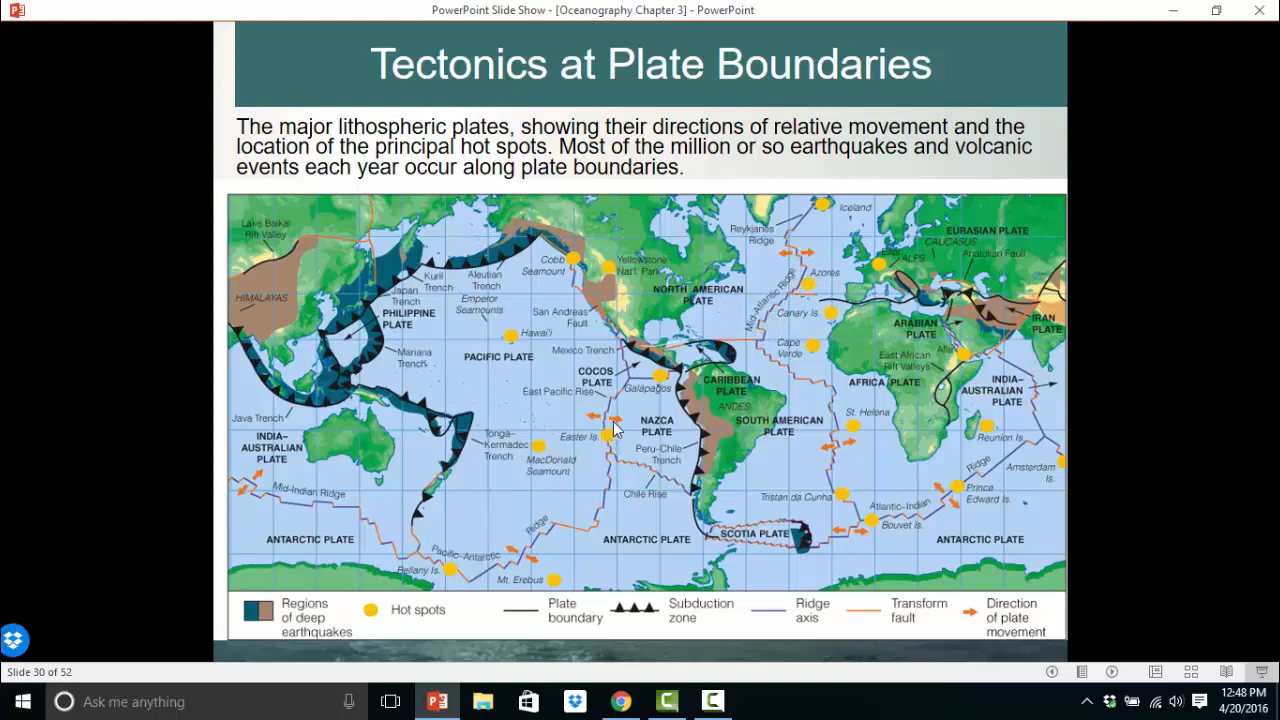 PowerPoint Slide Show - [Oceanography Chapter 3] - PowerPoint
Tectonics at Plate Boundaries
The major lithospheric plates, showing their directions of relative movement and the
location of the principal hot spots. Most of the million or so earthquakes and volcanic
events each year occur along plate boundaries.
Lake Baikal
Rift Valley
HIMALAYAS
Kuril
Trench
Japan
Trench
PHILIPPINE
PLATE
Mariana
Trench
Aleutian
Trench
Emperor
Seamounts
Cobb
Seamount
Yellowstone
Nat'l. Park
NORTH AMERICAN
PLATE
San Andreas
Fault
Hawai'i
PACIFIC PLATE
Mexico Trench
COCOS
PLATE
East Pacific Rise
Galápagos
CARIBBEAN
PLATE
ANDES
SOUTH AMERICAN
PLATE
NAZCA
PLATE
Peru–Chile
Trench
Easter Is.
MacDonald
Seamount
Chile Rise
Java Trench
INDIA–
AUSTRALIAN
PLATE
Tonga–
Kermadec
Trench
Mid-Indian Ridge
ANTARCTIC PLATE
Pacific–Antarctic
Ridge
Bellany Is.
Mt. Erebus
ANTARCTIC PLATE
SCOTIA PLATE
Reykjanes
Ridge
Iceland
Mid-Atlantic Ridge
Azores
Canary Is.
Cape
Verde
EURASIAN PLATE
CAUCASUS
ALPS
Anatolian Fault
ARABIAN
PLATE
IRAN
PLATE
Afar
East African
Rift Valleys
AFRICA PLATE
INDIA–
AUSTRALIAN
PLATE
St. Helena
Reunion Is.
Amsterdam
Is.
Ridge
Prince
Edward Is.
Atlantic–Indian
Tristan da Cunha
Bouvet Is.
ANTARCTIC PLATE
Regions
of deep
earthquakes
Hot spots
Plate
boundary
Subduction
zone
Ridge
axis
Transform
fault
Direction
of plate
movement
Slide 30 of 52
Ask me anything
12:48 PM
4/20/2016